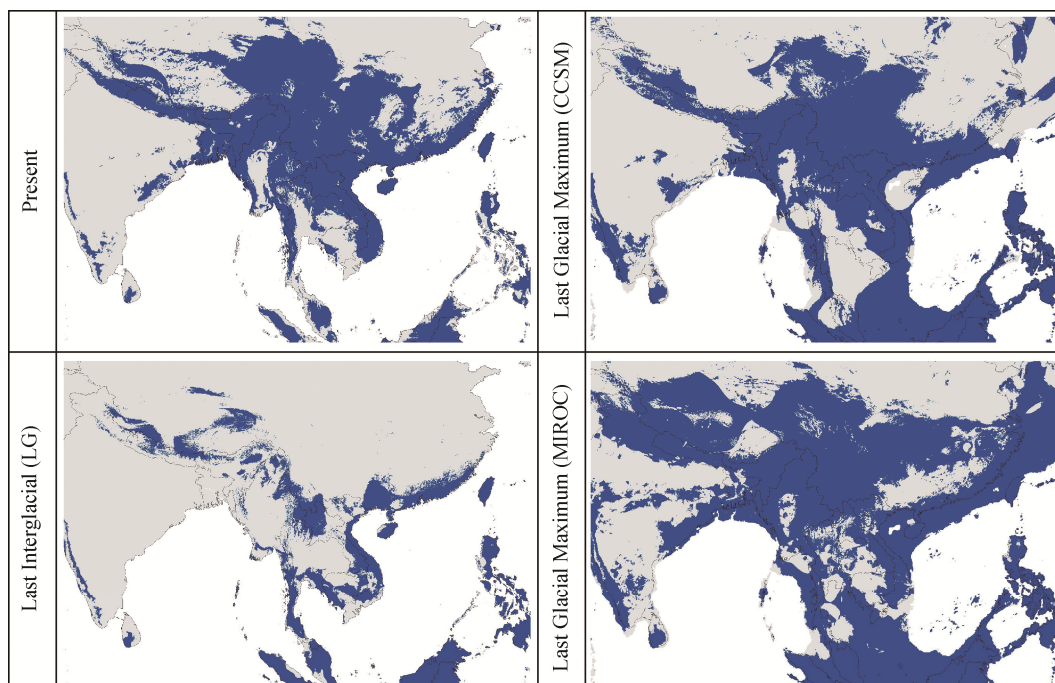 Present
Last Glacial Maximum (CCSM)
Last Interglacial (LG)
Last Glacial Maximum (MIROC)